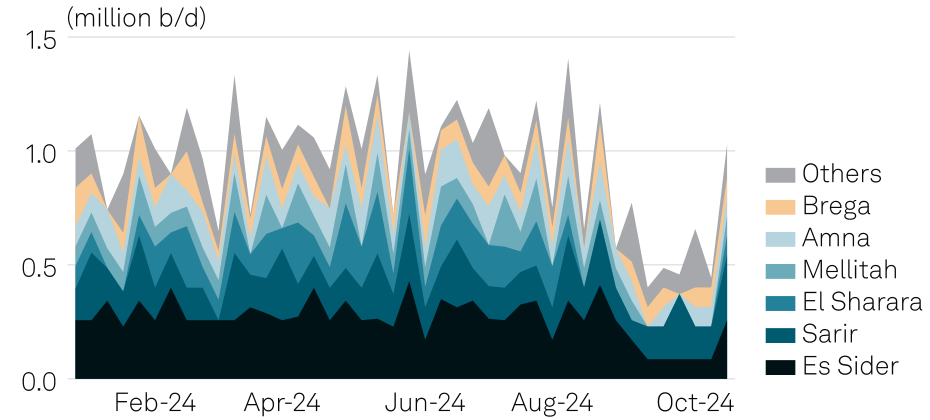 (million b/d)
1.5
1.0
0.5
0.0
Feb-24 Apr-24 Jun-24 Aug-24 Oct-24
Others
Brega
Amna
Mellitah
El Sharara
Sarir
Es Sider